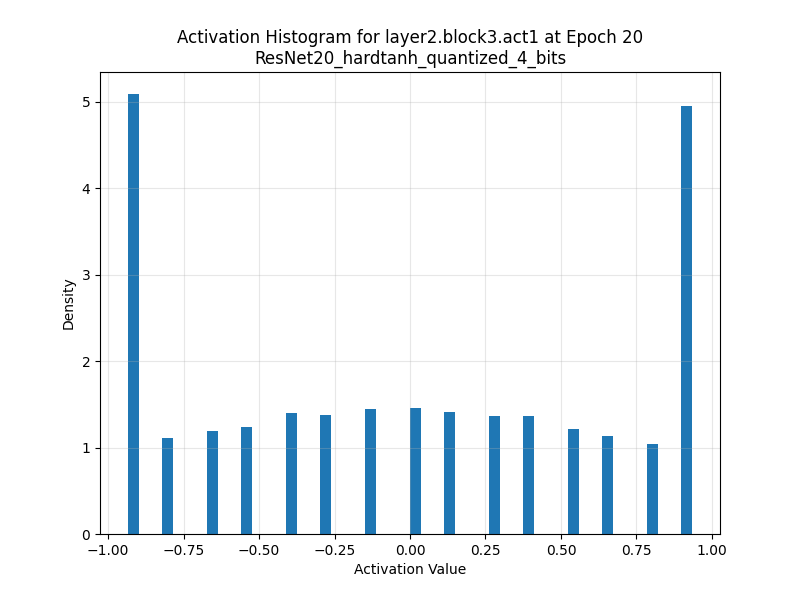 Activation Histogram for layer2.block3.act1 at Epoch 20
ResNet20_hardtanh_quantized_4_bits
Density
5
4
3
2
1
0
−1.00 −0.75 −0.50 −0.25 0.00 0.25 0.50 0.75 1.00
Activation Value